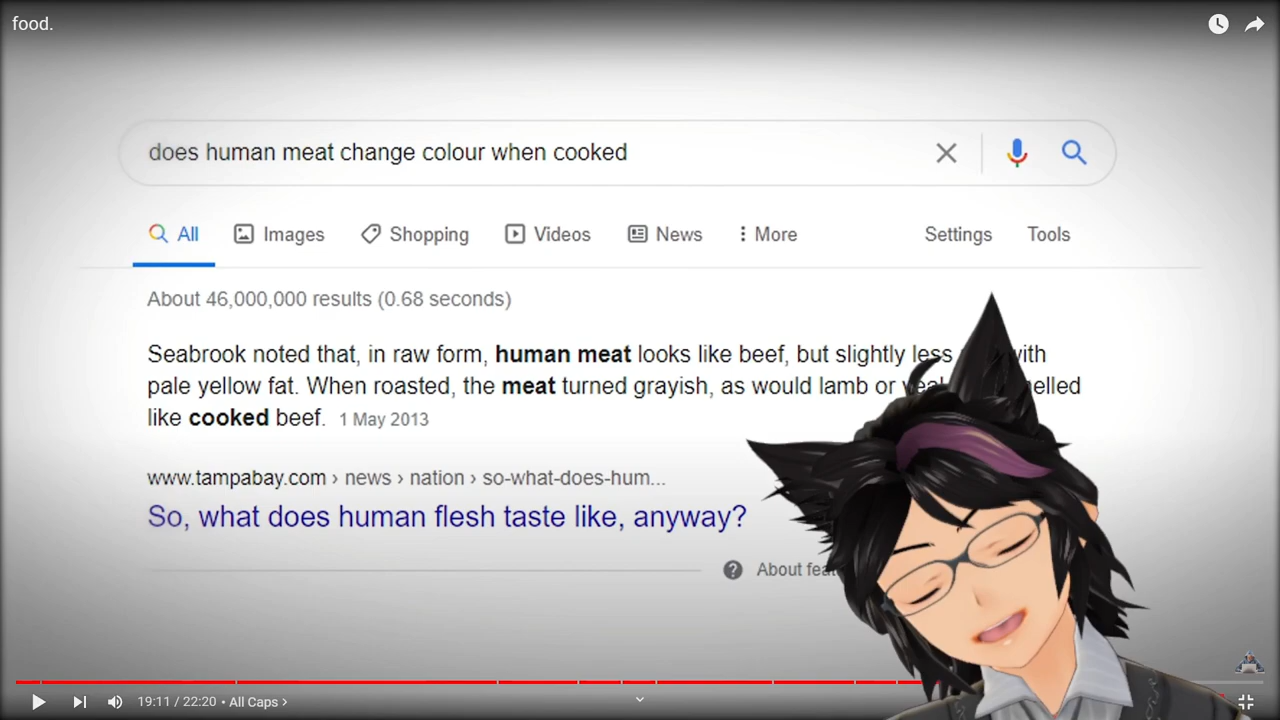 food.
does human meat change colour when cooked
All Images Shopping Videos News More Settings Tools
About 46,000,000 results (0.68 seconds)
Seabrook noted that, in raw form, human meat looks like beef, but slightly less with
pale yellow fat. When roasted, the meat turned grayish, as would lamb or
like cooked beef. 1 May 2013
www.tampabay.com › news › nation › so-what-does-hum...
So, what does human flesh taste like, anyway?
About
19:11 / 22:20 • All Caps ›